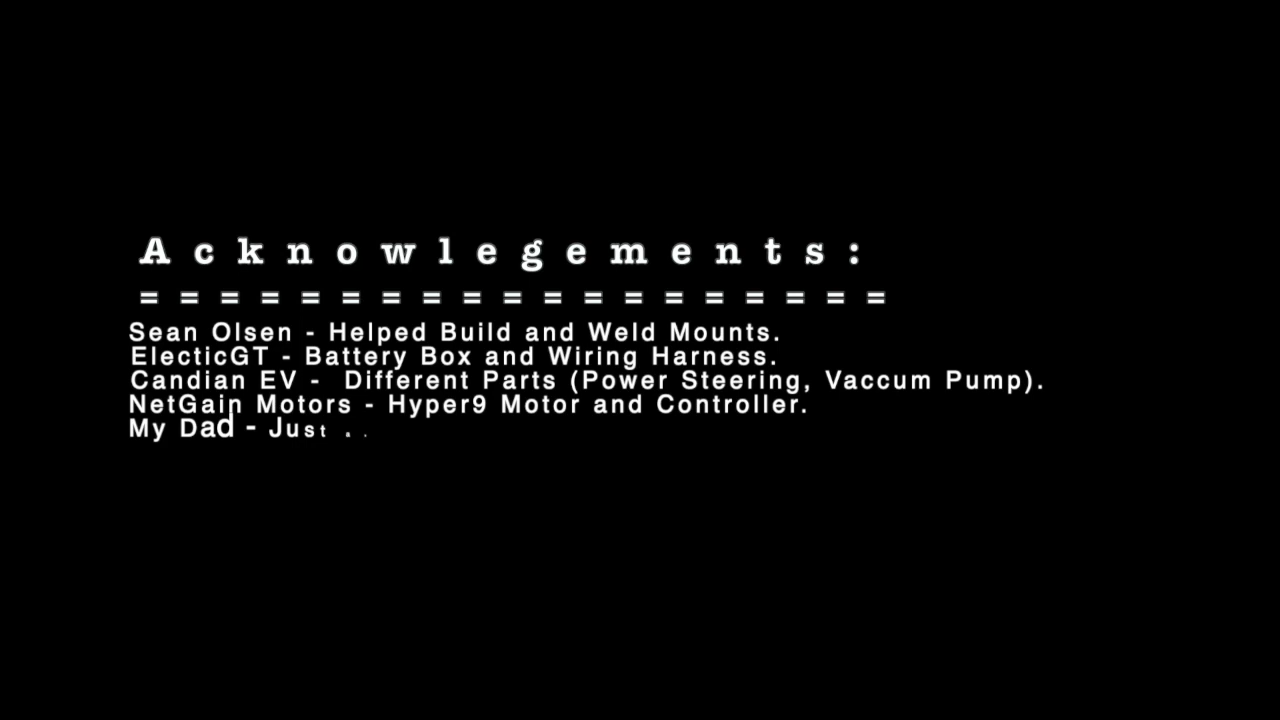 Acknowlegements:
===================
Sean Olsen - Helped Build and Weld Mounts.
ElecticGT - Battery Box and Wiring Harness.
Candian EV - Different Parts (Power Steering, Vaccum Pump).
NetGain Motors - Hyper9 Motor and Controller.
My Dad - Just